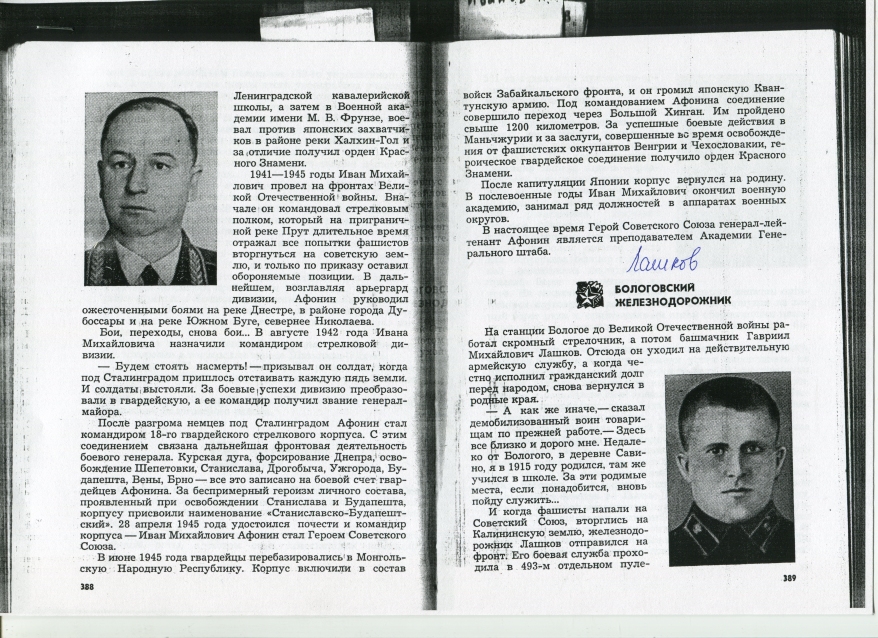 Ленинградской кавалерийской
школы, а затем в Военной ака-
демии имени М. В. Фрунзе, вое-
вал против японских захватчи-
ков в районе реки Халхин-Гол и
за отличие получил орден Крас-
ного Знамени.
1941—1945 годы Иван Михай-
лович провел на фронтах Вели-
кой Отечественной войны. Вна-
чале он командовал стрелковым
полком, который на погранич-
ной реке Прут длительное время
отражал все попытки фашистов
вторгнуться на советскую зем-
лю, и только по приказу оставил
обороняемые позиции. В даль-
нейшем, возглавляя арьергард
дивизии, Афонин руководил
ожесточенными боями на реке Днестре, в районе города Ду-
боссары и на реке Южном Буге, севернее Николаева.
Бои, переходы, снова бои... В августе 1942 года Ивана
Михайловича назначили командиром стрелковой ди-
визии.
— Будем стоять насмерть! — призывал он солдат, когда
под Сталинградом пришлось отстаивать каждую пядь земли.
И солдаты выстояли. За боевые успехи дивизию преобразо-
вали в гвардейскую, а ее командир получил звание генерал-
майора.
После разгрома немцев под Сталинградом Афонин стал
командиром 18-го гвардейского стрелкового корпуса. С этим
соединением связана дальнейшая фронтовая деятельность
боевого генерала. Курская дуга, форсирование Днепра, осво-
бождение Шепетовки, Станислава, Дрогобыча, Ужгорода, Бу-
дапешта, Вены, Брно — все это записано на боевой счет гвар-
дейцев Афонина. За беспримерный героизм личного состава,
проявленный при освобождении Станислава и Будапешта,
корпусу присвоили наименование «Станиславско-Будапешт-
ский». 28 апреля 1945 года удостоился почести и командир
корпуса — Иван Михайлович Афонин стал Героем Советского
Союза.
В июне 1945 года гвардейцы перебазировались в Монголь-
скую Народную Республику. Корпус включили в состав
388
войск Забайкальского фронта, и он громил японскую Кван-
тунскую армию. Под командованием Афонина соединение
совершило переход через Большой Хинган. Им пройдено
свыше 1200 километров. За успешные боевые действия в
Маньчжурии и за заслуги, совершенные во время освобожде-
ния от фашистских оккупантов Венгрии и Чехословакии, ге-
роическое гвардейское соединение получило орден Красного
Знамени.
После капитуляции Японии корпус вернулся на родину.
В послевоенные годы Иван Михайлович окончил военную
академию, занимал ряд должностей в аппаратах военных
округов.
В настоящее время Герой Советского Союза генерал-лей-
тенант Афонин является преподавателем Академии Гене-
рального штаба.
Лашков
БОЛОГОВСКИЙ
ЖЕЛЕЗНОДОРОЖНИК
На станции Бологое до Великой Отечественной войны ра-
ботал скромный стрелочник, а потом башмачник Гавриил
Михайлович Лашков. Отсюда он уходил на действительную
армейскую службу, а когда че-
стно исполнил гражданский долг
перед народом, снова вернулся в
родные края.
— А как же иначе,— сказал
демобилизованный воин товари-
щам по прежней работе.— Здесь
все близко и дорого мне. Недале-
ко от Бологого, в деревне Сави-
но, я в 1915 году родился, там же
учился в школе. За эти родимые
места, если понадобится, вновь
пойду служить...
И когда фашисты напали на
Советский Союз, вторглись на
Калининскую землю, железнодо-
рожник Лашков отправился на
фронт. Его боевая служба прохо-
дила в 493-м отдельном пуле-
389